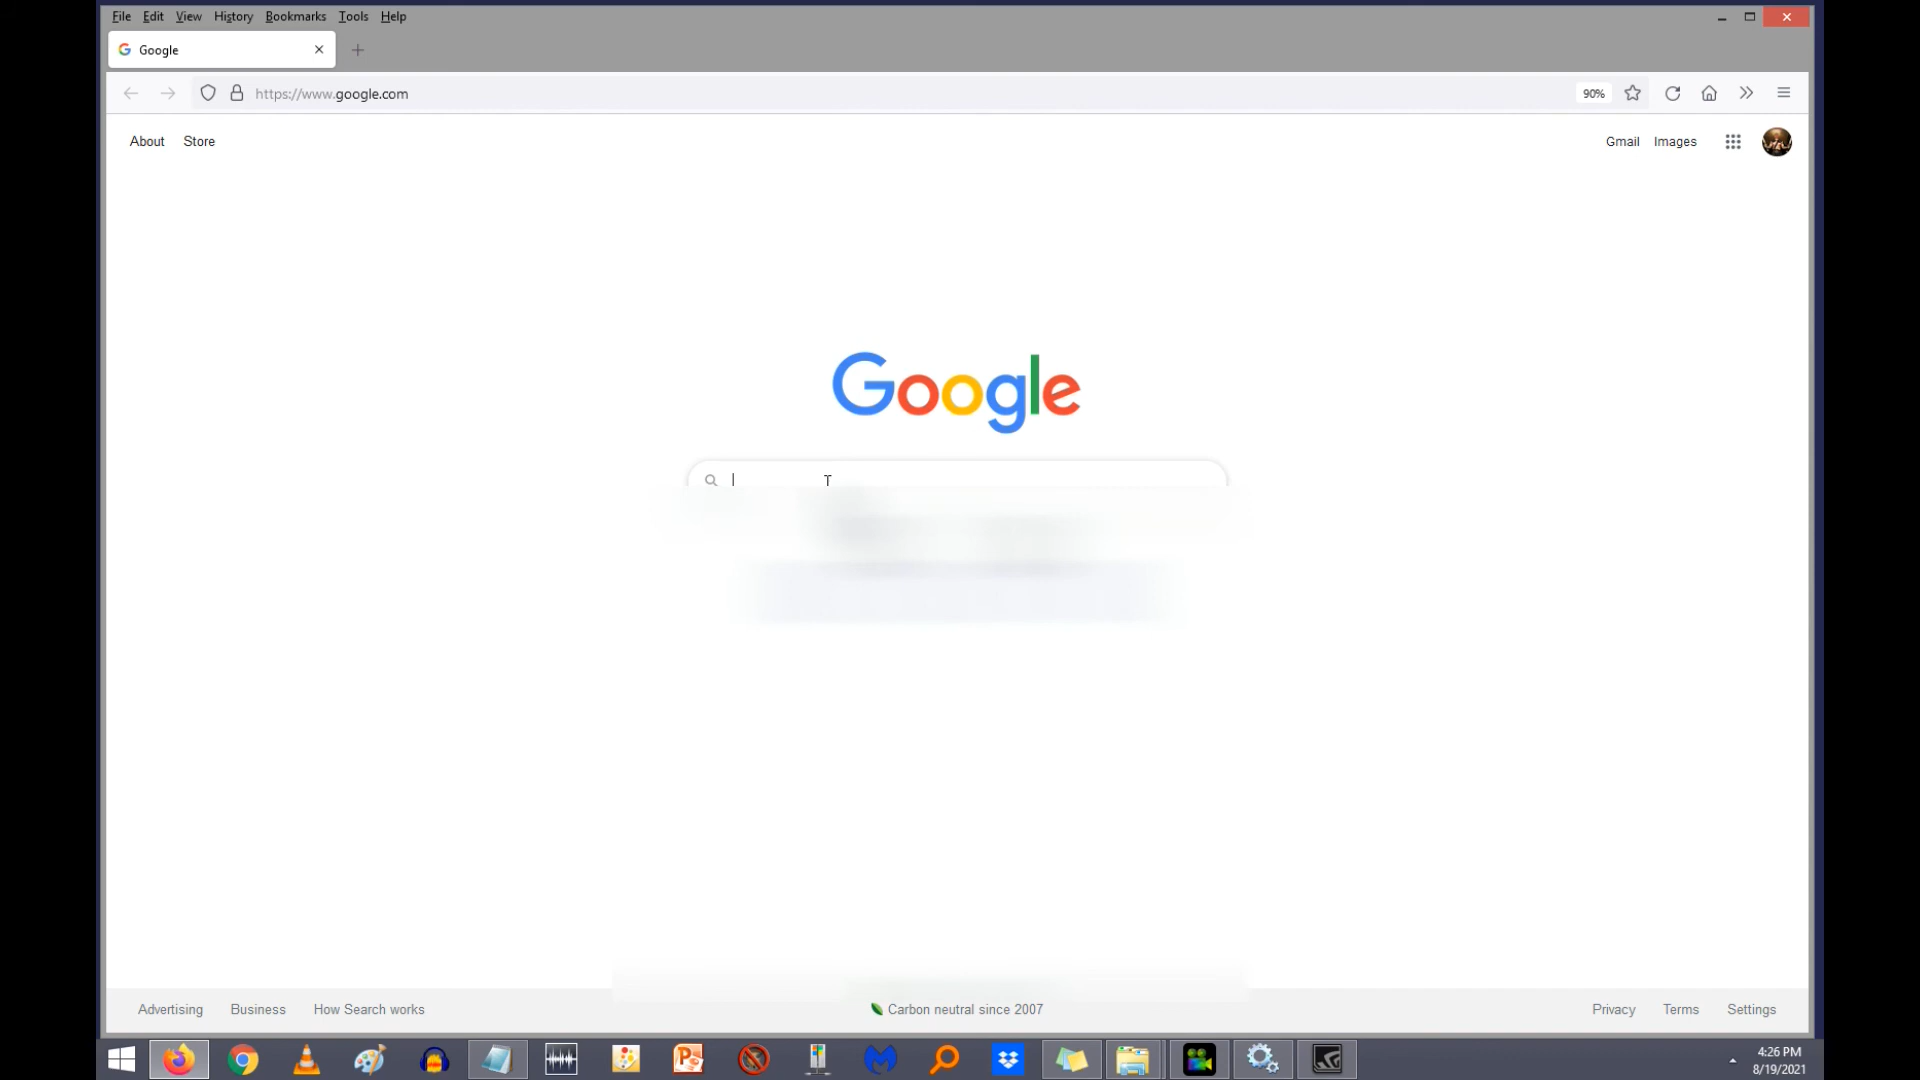 File Edit View History Bookmarks Tools Help
Google
https://www.google.com
90%
About Store
Gmail Images
Google
Advertising Business How Search works
Carbon neutral since 2007
Privacy Terms Settings
4:26 PM
8/19/2021